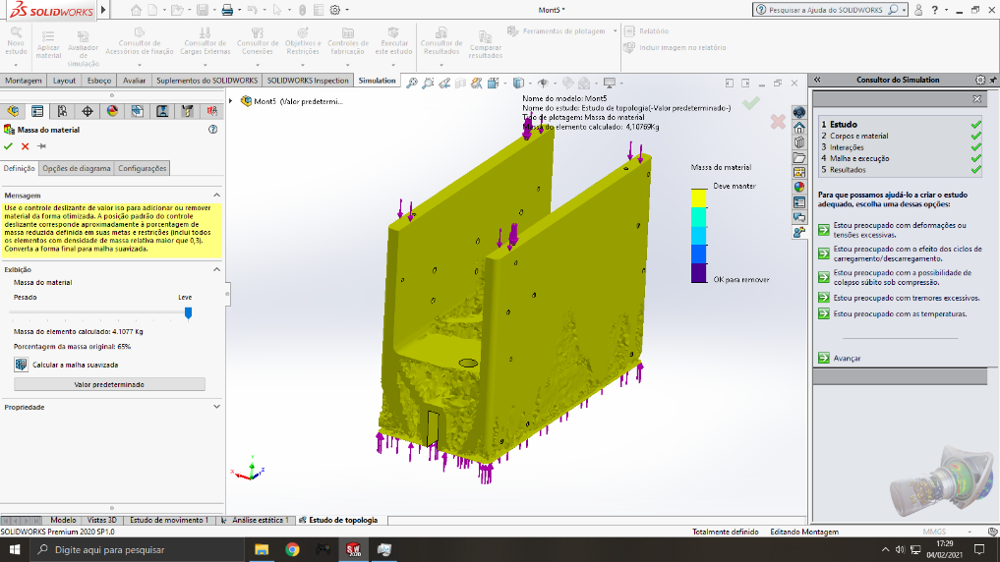 SOLIDWORKS
Mont5 *
Pesquisar a Ajuda do SOLIDWORKS
Novo estudo
Aplicar material
Avaliador de simulação
Consultor de Acessórios de fixação
Consultor de Cargas Externas
Consultor de Conexões
Objetivos e Restrições
Controles de fabricação
Executar este estudo
Consultor de Resultados
Comparar resultados
Ferramentas de plotagem
Relatório
Incluir imagem no relatório
Montagem
Layout
Esboço
Avaliar
Suplementos do SOLIDWORKS
SOLIDWORKS Inspection
Simulation
Massa do material
Definição
Opções de diagrama
Configurações
Mensagem
Use o controle deslizante de valor iso para adicionar ou remover
material da forma otimizada. A posição padrão do controle
deslizante corresponde aproximadamente à porcentagem de
massa reduzida definida em suas metas e restrições (inclui todos
os elementos com densidade de massa relativa maior que 0,3).
Converta a forma final para malha suavizada.
Exibição
Massa do material
Pesado Leve
Massa do elemento calculado: 4.1077 Kg
Porcentagem da massa original: 65%
Calcular a malha suavizada
Valor predeterminado
Propriedade
Mont5 (Valor predetermi...
Nome do modelo: Mont5
Nome do estudo: Estudo de topologia(-Valor predeterminado-)
Tipo de plotagem: Massa do material
Massa do elemento calculado: 4,10769Kg
Massa do material
Deve manter
OK para remover
Y
X
Z
Consultor do Simulation
1 Estudo
2 Corpos e material
3 Interações
4 Malha e execução
5 Resultados
Para que possamos ajudá-lo a criar o estudo
adequado, escolha uma dessas opções:
Estou preocupado com deformações ou
tensões excessivas.
Estou preocupado com o efeito dos ciclos de
carregamento/descarregamento.
Estou preocupado com a possibilidade de
colapso súbito sob compressão.
Estou preocupado com tremores excessivos.
Estou preocupado com as temperaturas.
Avançar
Modelo
Vistas 3D
Estudo de movimento 1
Análise estática 1
Estudo de topologia
SOLIDWORKS Premium 2020 SP1.0
Totalmente definido
Editando Montagem
MMGS
Digite aqui para pesquisar
SW
2020
17:29
04/02/2021